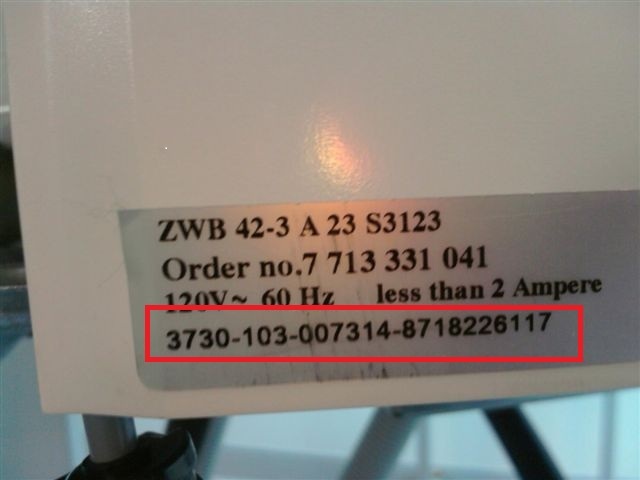 ZWB 42-3 A 23 S3123
Order no.7 713 331 041
120V~ 60 Hz less than 2 Ampere
3730-103-007314-8718226117